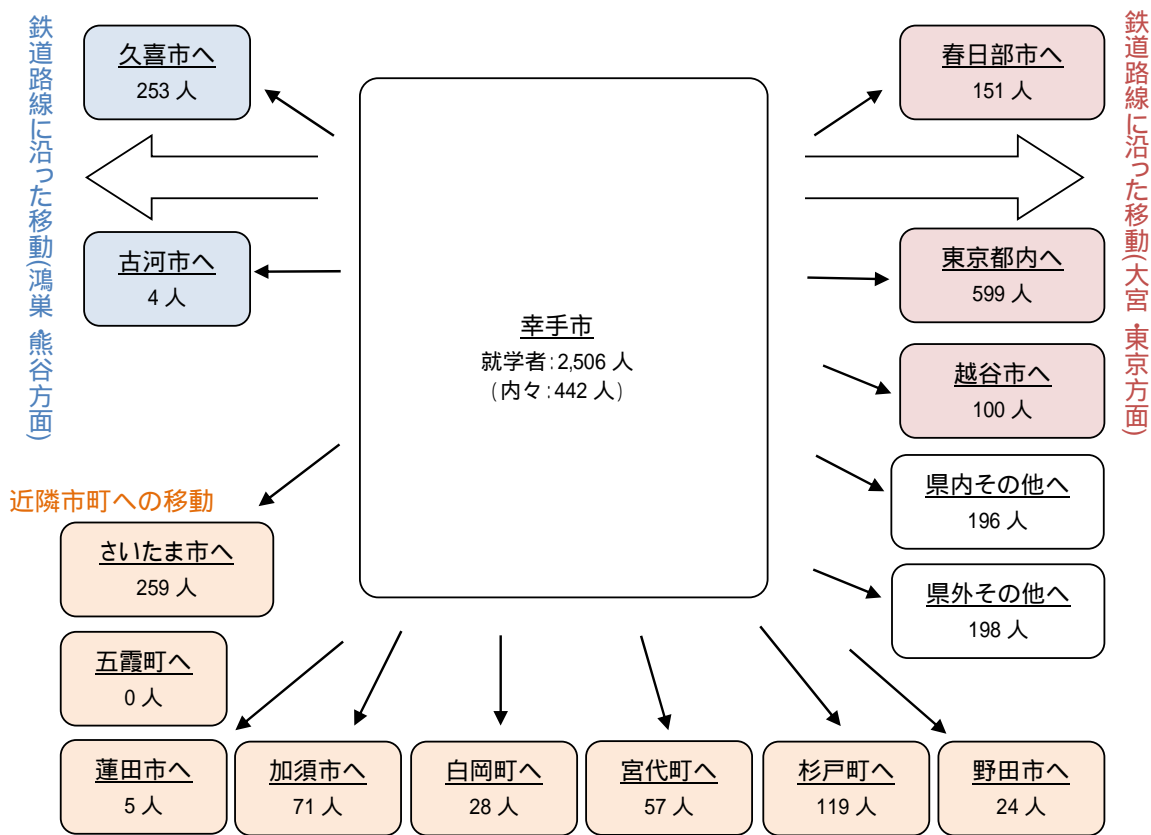 鉄道路線に沿った移動(鴻巣・熊谷方面)
久喜市へ
253 人
古河市へ
4 人
幸手市
就学者：2,506 人
（内々：442 人）
春日部市へ
151 人
東京都内へ
599 人
越谷市へ
100 人
鉄道路線に沿った移動(大宮・東京方面)
県内その他へ
196 人
県外その他へ
198 人
近隣市町への移動
さいたま市へ
259 人
五霞町へ
0 人
蓮田市へ
5 人
加須市へ
71 人
白岡町へ
28 人
宮代町へ
57 人
杉戸町へ
119 人
野田市へ
24 人